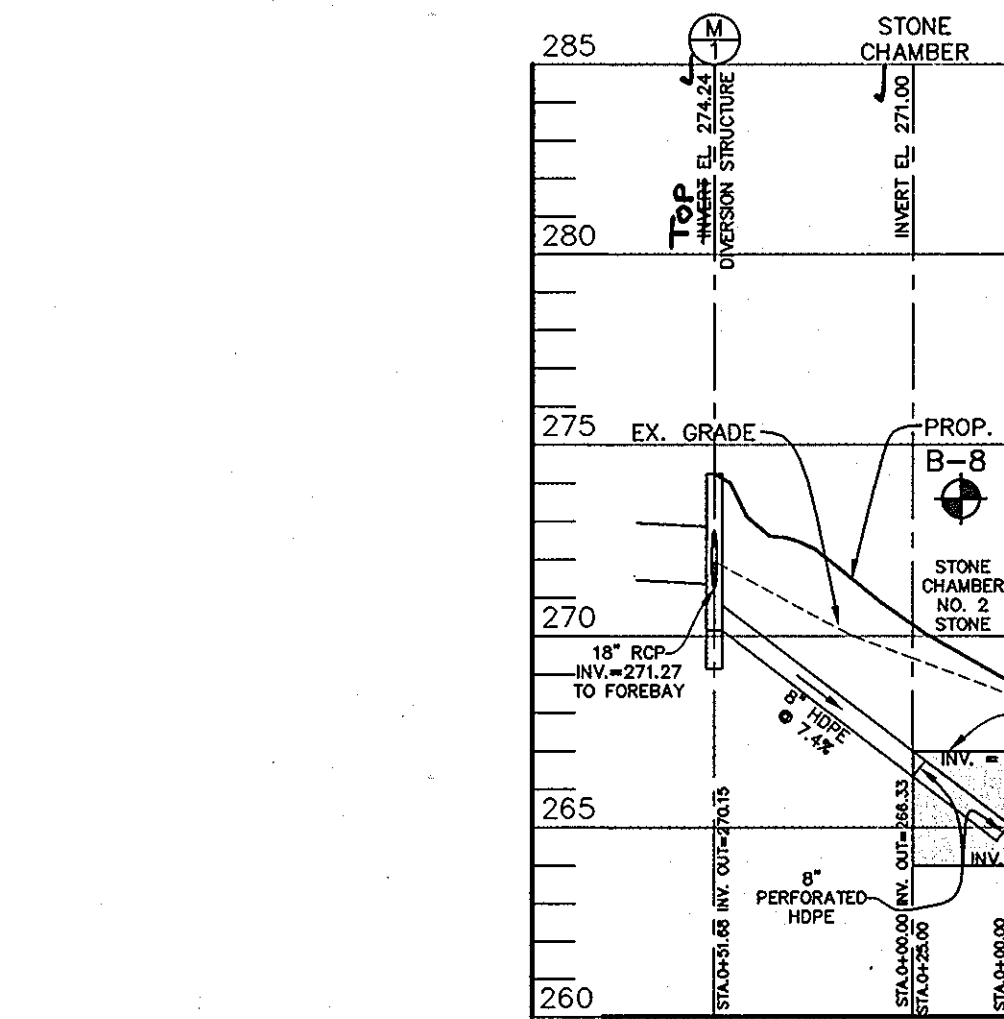 M
1
STONE
CHAMBER
285
TOP
INVERT EL 274.24
DIVERSION STRUCTURE
INVERT EL 271.00
280
275
EX. GRADE
PROP.
B-8
STONE
CHAMBER
NO. 2
STONE
270
18" RCP
INV.=271.27
TO FOREBAY
8" HDPE
@ 7.4%
INV. =
265
INV.
8"
PERFORATED
HDPE
STA.0+51.68 INV. OUT=270.15
STA.0+00.00 INV. OUT=266.33
STA.0+25.00
STA.0+00.00
260